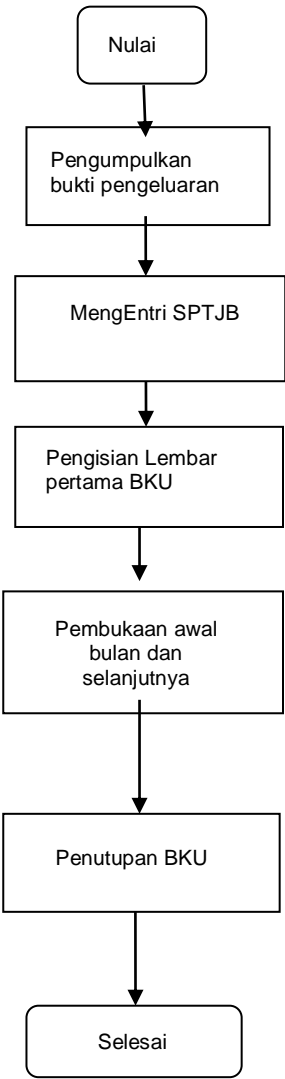 Nulai
Pengumpulkan
bukti pengeluaran
MengEntri SPTJB
Pengisian Lembar
pertama BKU
Pembukaan awal
bulan dan
selanjutnya
Penutupan BKU
Selesai